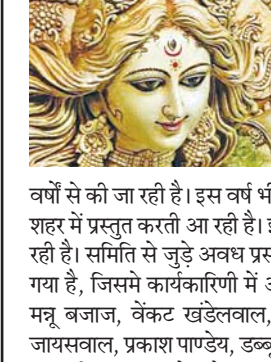 वर्षों से की जा रही है। इस वर्ष भी
शहर में प्रस्तुत करती आ रही है।
रही है। समिति से जुड़े अवध
गया है, जिसमे कार्यकारिणी में
मन्नू बजाज, वेंकट खंडेलवाल,
जायसवाल, प्रकाश पाण्डेय,